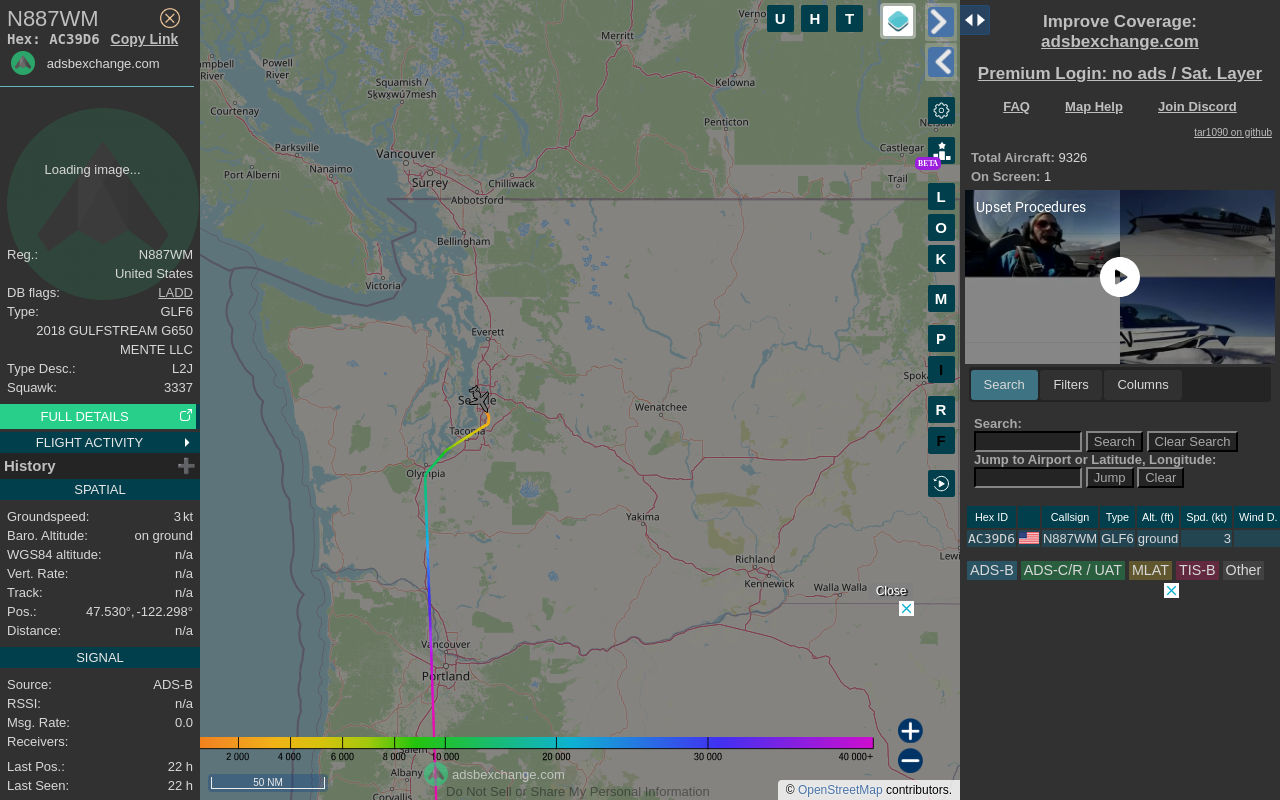 N887WM
Hex: AC39D6 Copy Link
adsbexchange.com
Loading image...
Reg.: N887WM
United States
DB flags: LADD
Type: GLF6
2018 GULFSTREAM G650
MENTE LLC
Type Desc.: L2J
Squawk: 3337
FULL DETAILS
FLIGHT ACTIVITY
History
SPATIAL
Groundspeed: 3 kt
Baro. Altitude: on ground
WGS84 altitude: n/a
Vert. Rate: n/a
Track: n/a
Pos.: 47.530°, -122.298°
Distance: n/a
SIGNAL
Source: ADS-B
RSSI: n/a
Msg. Rate: 0.0
Receivers:
Last Pos.: 22 h
Last Seen: 22 h
U H T
Merritt
mpbell
River
Powell
River
Squamish /
Sḵwx̱wú7mesh
Kelowna
Courtenay
Penticton
Parksville
Nanaimo
Vancouver
Castlegar
Port Alberni
Surrey
Chilliwack
Trail
Abbotsford
Bellingham
Victoria
Everett
Seattle
Wenatchee
Tacoma
Olympia
Yakima
Richland
Kennewick
Walla Walla
Vancouver
Portland
Albany
Corvallis
BETA
L
O
K
M
P
I
R
F
Close
2 000 4 000 6 000 8 000 10 000 20 000 30 000 40 000+
50 NM
adsbexchange.com
Do Not Sell or Share My Personal Information
© OpenStreetMap contributors.
Improve Coverage:
adsbexchange.com
Premium Login: no ads / Sat. Layer
FAQ Map Help Join Discord
tar1090 on github
Total Aircraft: 9326
On Screen: 1
Upset Procedures
Search Filters Columns
Search:
Search Clear Search
Jump to Airport or Latitude, Longitude:
Jump Clear
Hex ID Callsign Type Alt. (ft) Spd. (kt) Wind D.
AC39D6 N887WM GLF6 ground 3
ADS-B ADS-C/R / UAT MLAT TIS-B Other